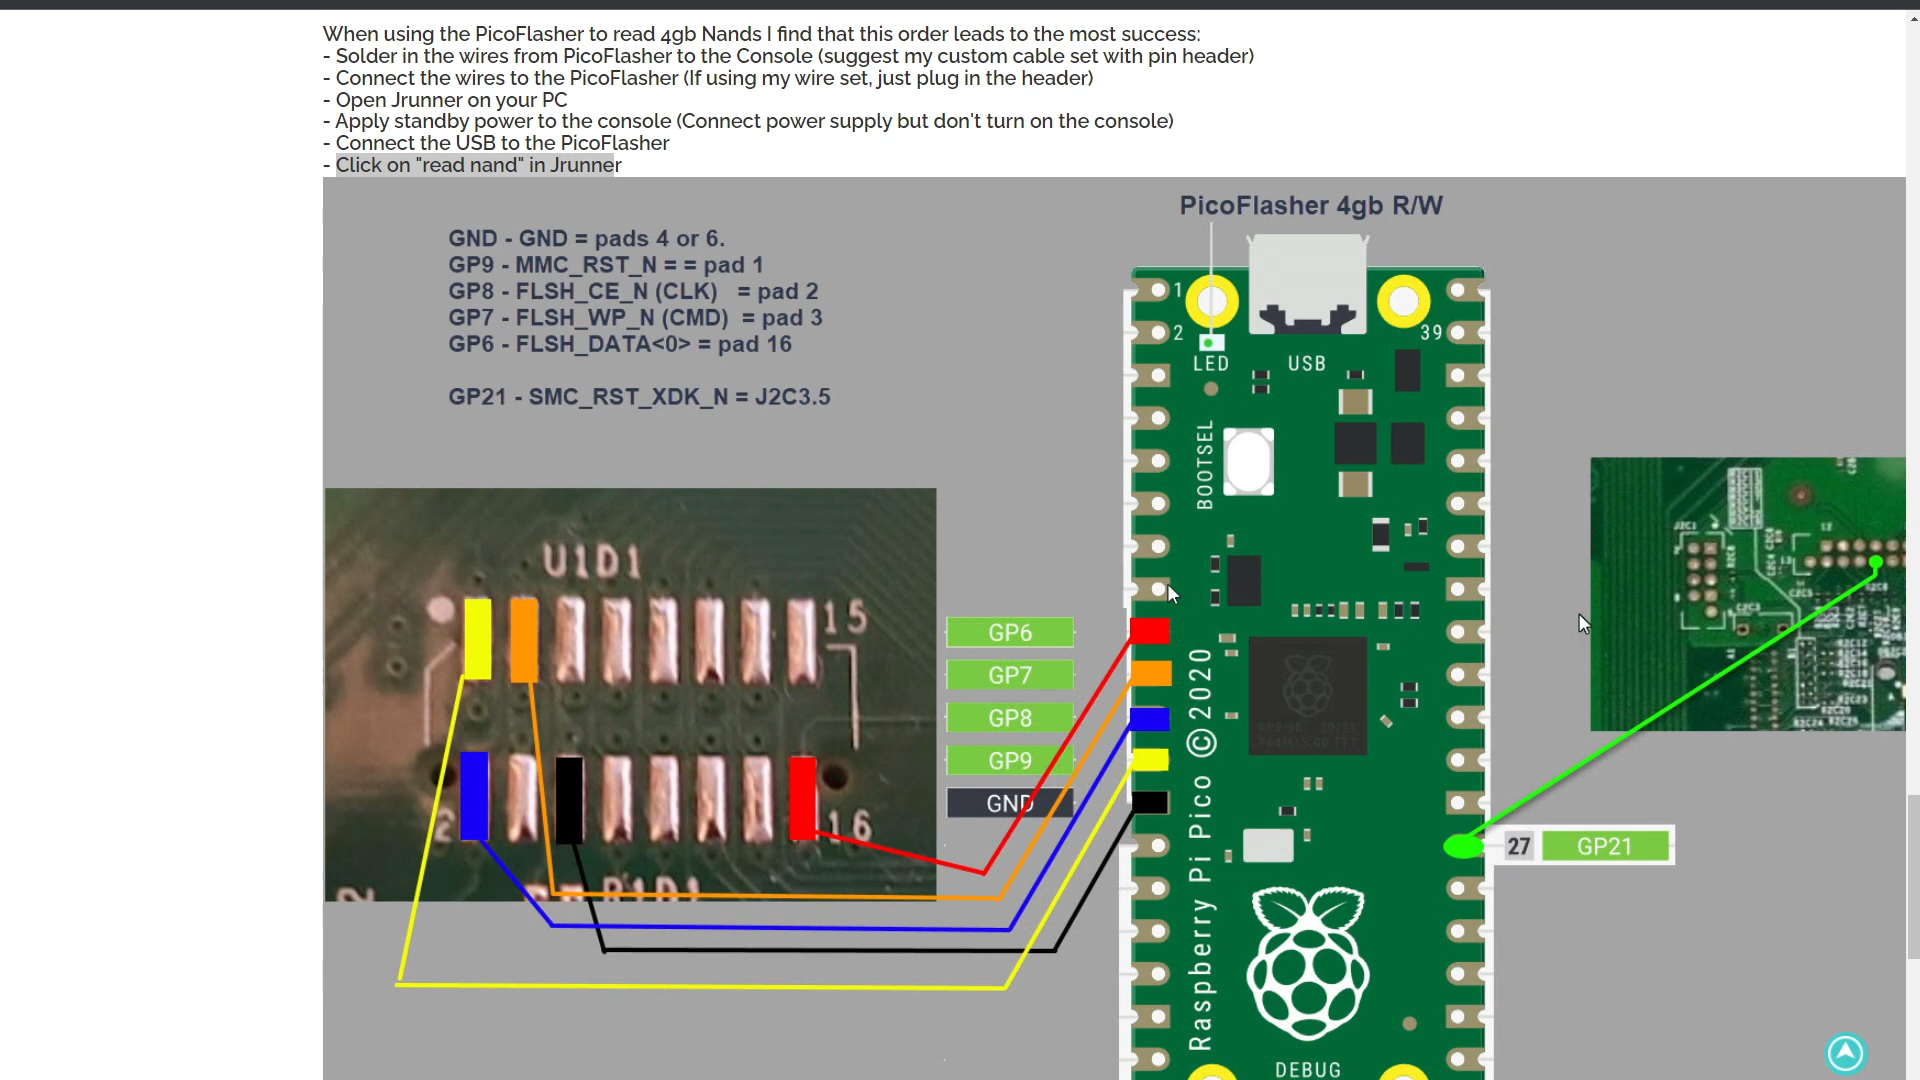 When using the PicoFlasher to read 4gb Nands I find that this order leads to the most success:
- Solder in the wires from PicoFlasher to the Console (suggest my custom cable set with pin header)
- Connect the wires to the PicoFlasher (If using my wire set, just plug in the header)
- Open Jrunner on your PC
- Apply standby power to the console (Connect power supply but don't turn on the console)
- Connect the USB to the PicoFlasher
- Click on "read nand" in Jrunner
PicoFlasher 4gb R/W
GND - GND = pads 4 or 6.
GP9 - MMC_RST_N = = pad 1
GP8 - FLSH_CE_N (CLK) = pad 2
GP7 - FLSH_WP_N (CMD) = pad 3
GP6 - FLSH_DATA<0> = pad 16
GP21 - SMC_RST_XDK_N = J2C3.5
1
2
39
LED
USB
BOOTSEL
U1D1
15
2
16
GP6
GP7
GP8
GP9
GND
Raspberry Pi Pico ©2020
27
GP21
J2C1
12
13
DEBUG